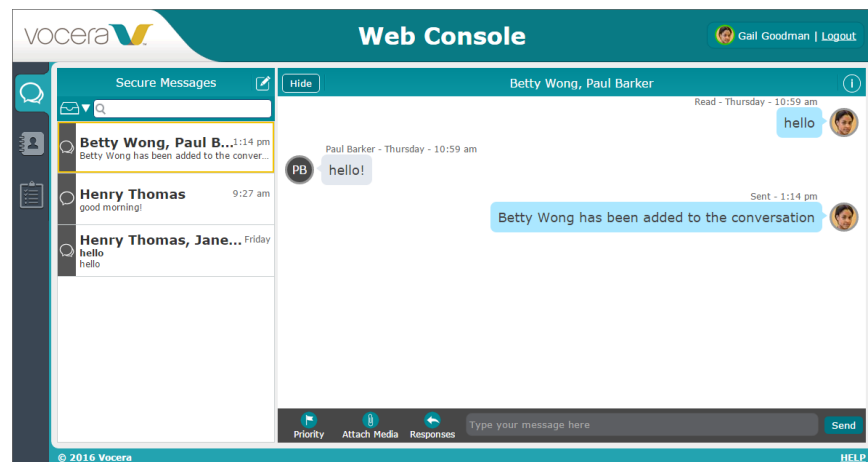 vocera
Web Console
Gail Goodman | Logout
Secure Messages
Hide
Betty Wong, Paul Barker
Betty Wong, Paul B... 1:14 pm
Betty Wong has been added to the conver...
Henry Thomas 9:27 am
good morning!
Henry Thomas, Jane... Friday
hello
hello
Read - Thursday - 10:59 am
hello
Paul Barker - Thursday - 10:59 am
PB
hello!
Sent - 1:14 pm
Betty Wong has been added to the conversation
Priority
Attach Media
Responses
Type your message here
Send
© 2016 Vocera
HELP